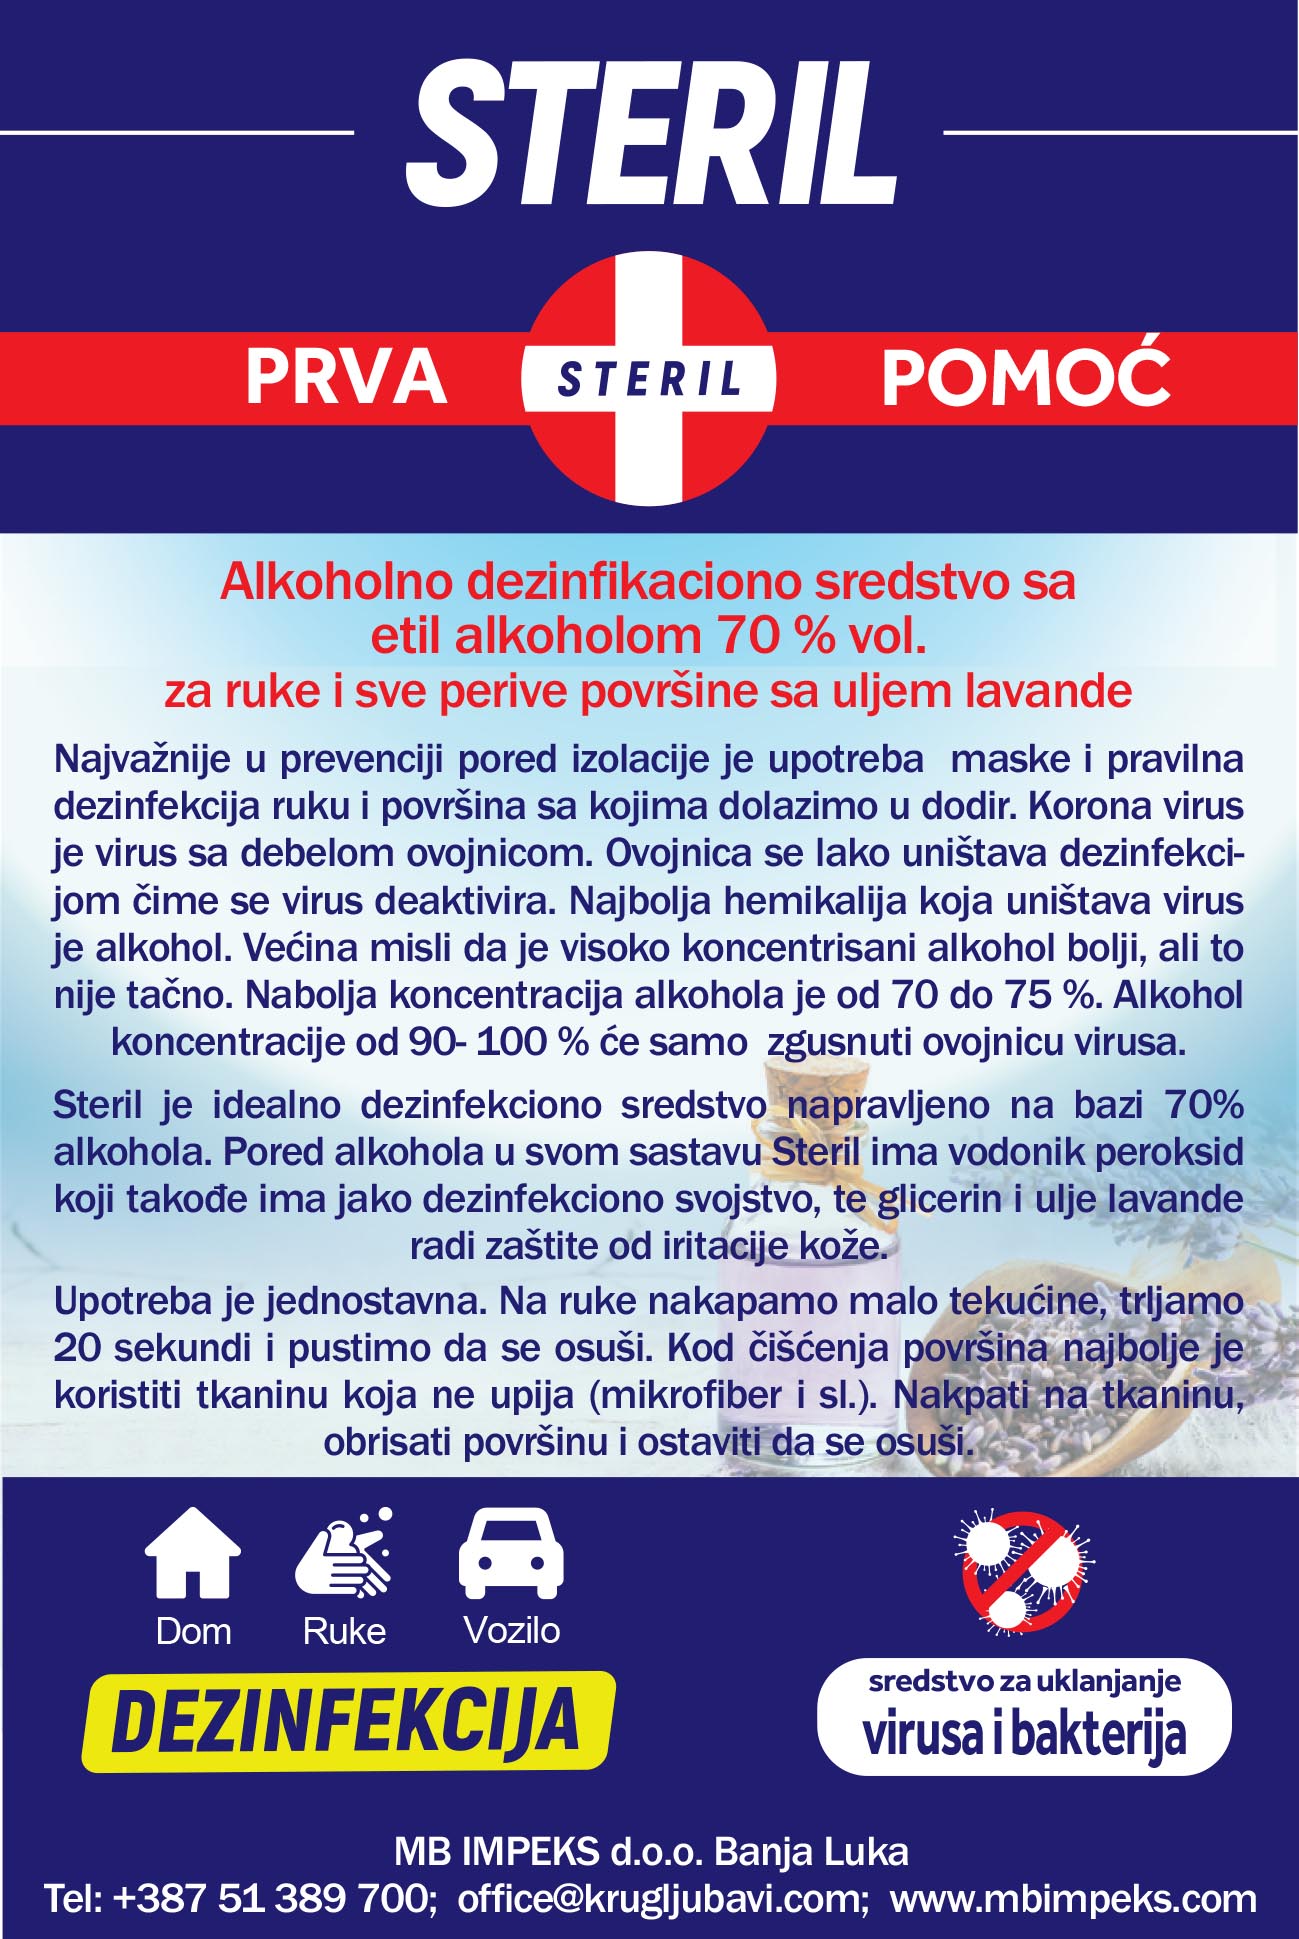 STERIL
PRVA STERIL POMOĆ
Alkoholno dezinfikaciono sredstvo sa
etil alkoholom 70 % vol.
za ruke i sve perive površine sa uljem lavande
Najvažnije u prevenciji pored izolacije je upotreba maske i pravilna
dezinfekcija ruku i površina sa kojima dolazimo u dodir. Korona virus
je virus sa debelom ovojnicom. Ovojnica se lako uništava dezinfekci-
jom čime se virus deaktivira. Najbolja hemikalija koja uništava virus
je alkohol. Većina misli da je visoko koncentrisani alkohol bolji, ali to
nije tačno. Nabolja koncentracija alkohola je od 70 do 75 %. Alkohol
koncentracije od 90- 100 % će samo zgusnuti ovojnicu virusa.
Steril je idealno dezinfekciono sredstvo napravljeno na bazi 70%
alkohola. Pored alkohola u svom sastavu Steril ima vodonik peroksid
koji takođe ima jako dezinfekciono svojstvo, te glicerin i ulje lavande
radi zaštite od iritacije kože.
Upotreba je jednostavna. Na ruke nakapamo malo tekućine, trljamo
20 sekundi i pustimo da se osuši. Kod čišćenja površina najbolje je
koristiti tkaninu koja ne upija (mikrofiber i sl.). Nakpati na tkaninu,
obrisati površinu i ostaviti da se osuši.
Dom Ruke Vozilo
DEZINFEKCIJA
sredstvo za uklanjanje
virusa i bakterija
MB IMPEKS d.o.o. Banja Luka
Tel: +387 51 389 700; office@krugljubavi.com; www.mbimpeks.com